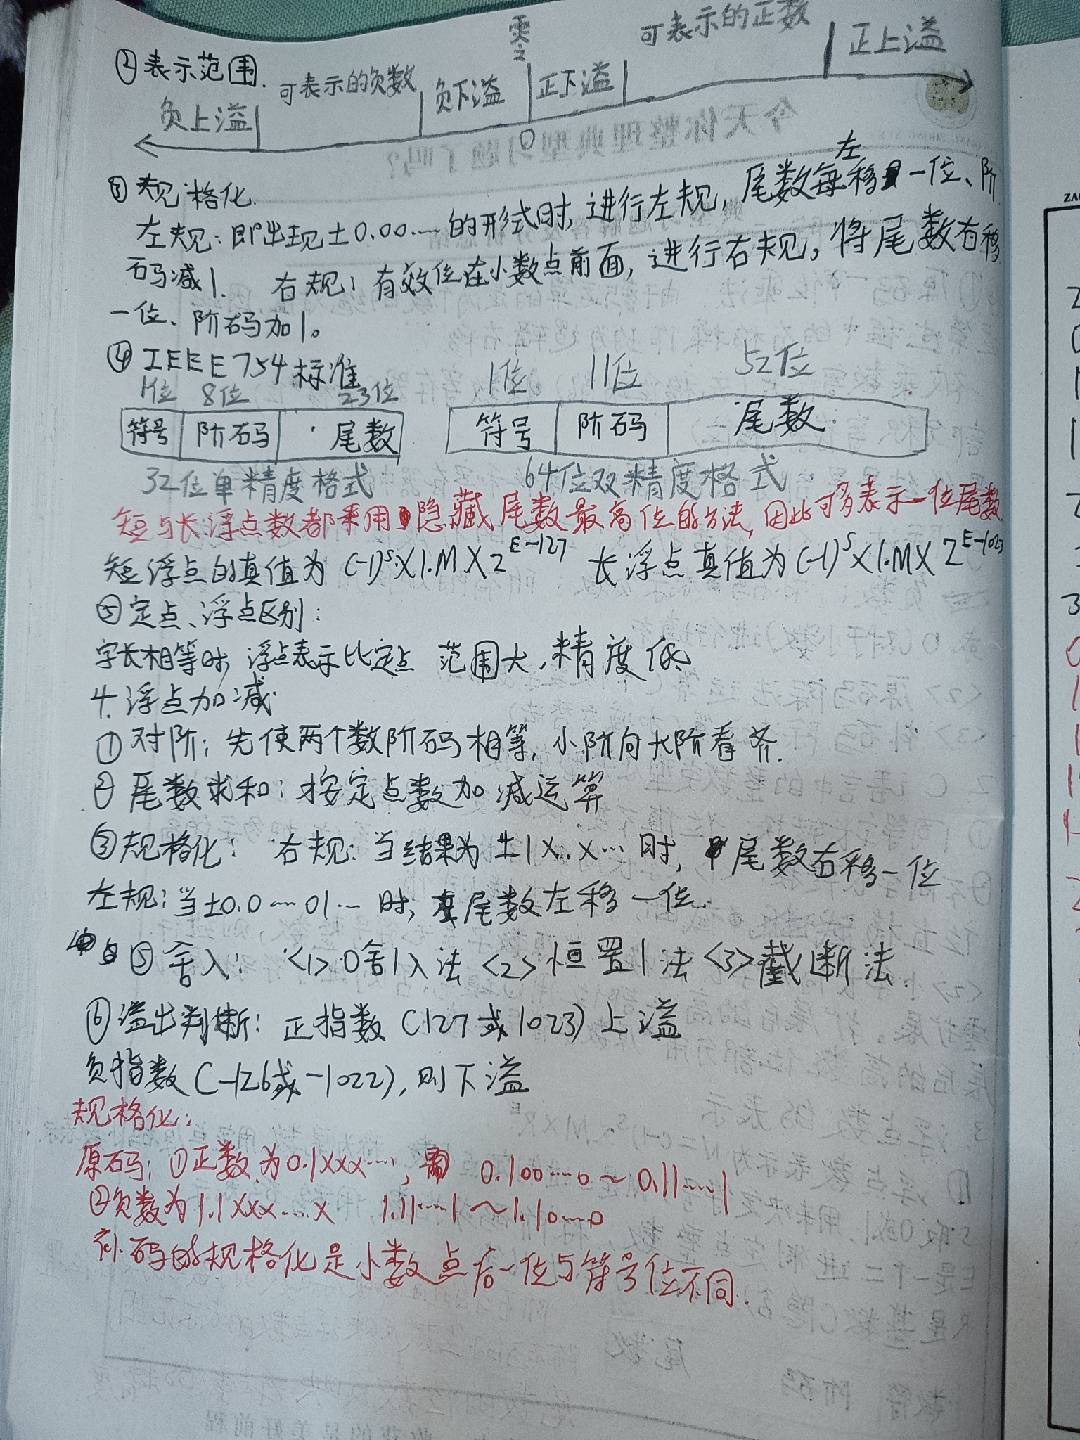 ②表示范围.
可表示的负数
负下溢
零
正下溢
可表示的正数
正上溢
负上溢
0
③规格化.
左规:即出现±0.00…的形式时,进行左规,尾数每左移一位、阶
码减1. 右规:有效位在小数点前面,进行右规,将尾数右移
一位、阶码加1。
④IEEE754标准
1位 8位 23位 1位 11位 52位
符号 阶码 · 尾数 符号 阶码 尾数.
32位单精度格式 64位双精度格式
短与长浮点数都采用隐藏尾数最高位的方法,因此可多表示一位尾数
短浮点的真值为(-1)^S×1.M×2^E-127 长浮点真值为(-1)^S×1.M×2^E-1023
⑤定点、浮点区别:
字长相等时,浮点表示比定点 范围大,精度低
4.浮点加减
①对阶:先使两个数阶码相等,小阶向大阶看齐.
②尾数求和:按定点数加减运算
③规格化: 右规:当结果为±1X.X…时,尾数右移一位
左规:当±0.0…01…时,尾数左移一位.
⑤舍入: <1>0舍1入法<2>恒置1法<3>截断法.
⑥溢出判断:正指数(127或1023)上溢
负指数(-126或-1022),则下溢
规格化:
原码:①正数为0.1XXX…, 0.100…0~0.11…1
②负数为1.1XXX…X 1.11…1~1.10…0
补码的规格化是小数点后一位与符号位不同.